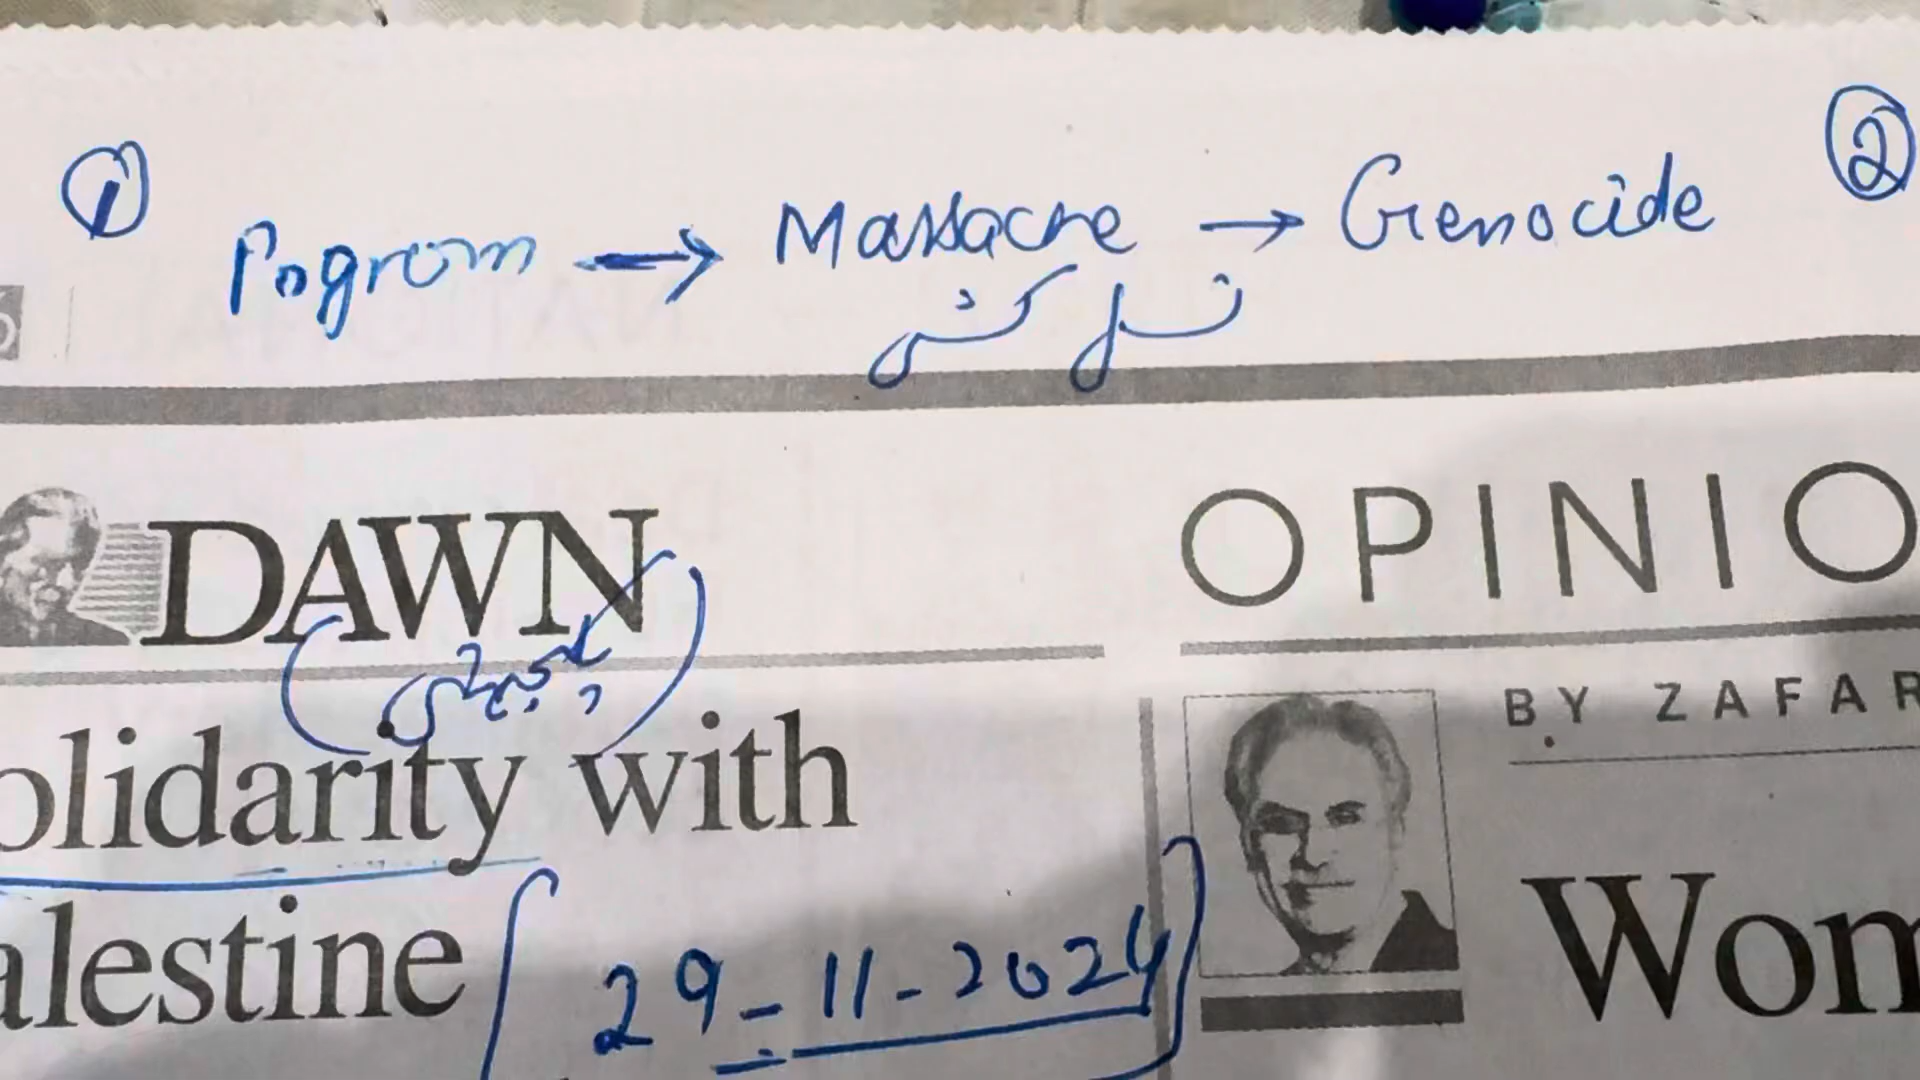 ① ②
Pogrom → Massacre → Genocide
نسل کشی
6
DAWN
OPINIO
یکجہتی
BY ZAFAR
olidarity with
alestine
29-11-2024
Wom